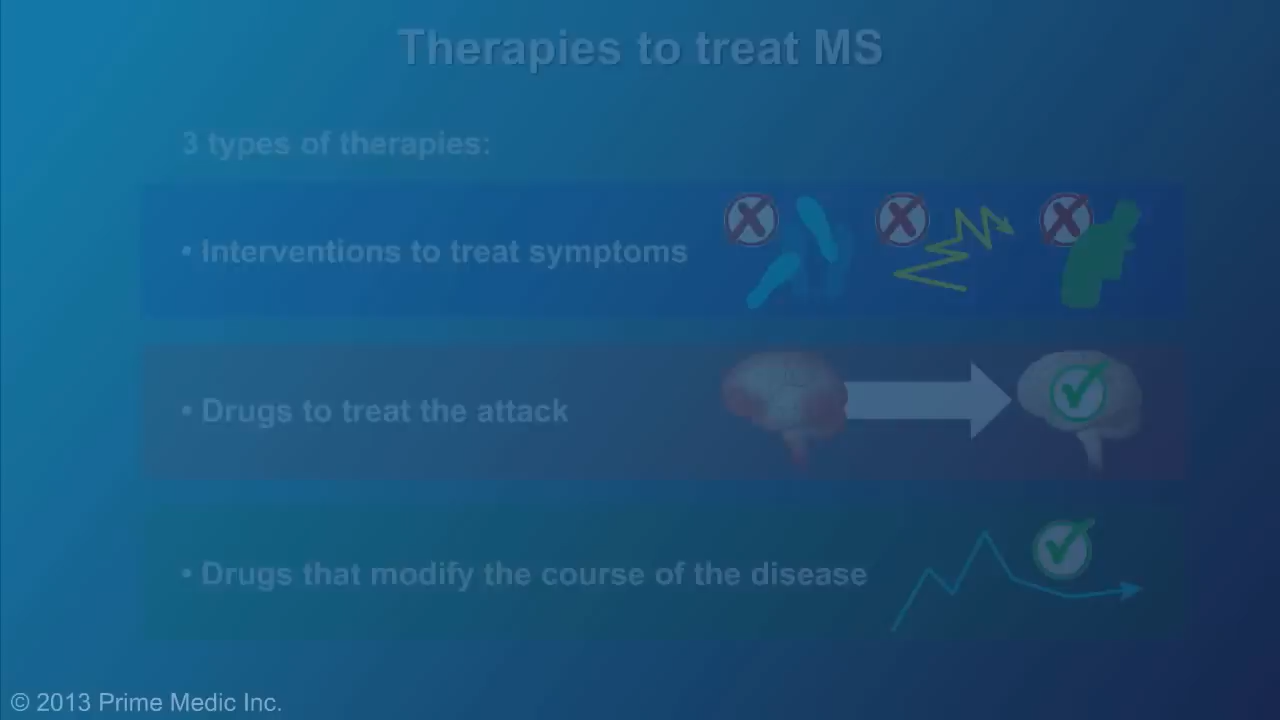 Therapies to treat MS
3 types of therapies:
• Interventions to treat symptoms
• Drugs to treat the attack
• Drugs that modify the course of the disease
© 2013 Prime Medic Inc.